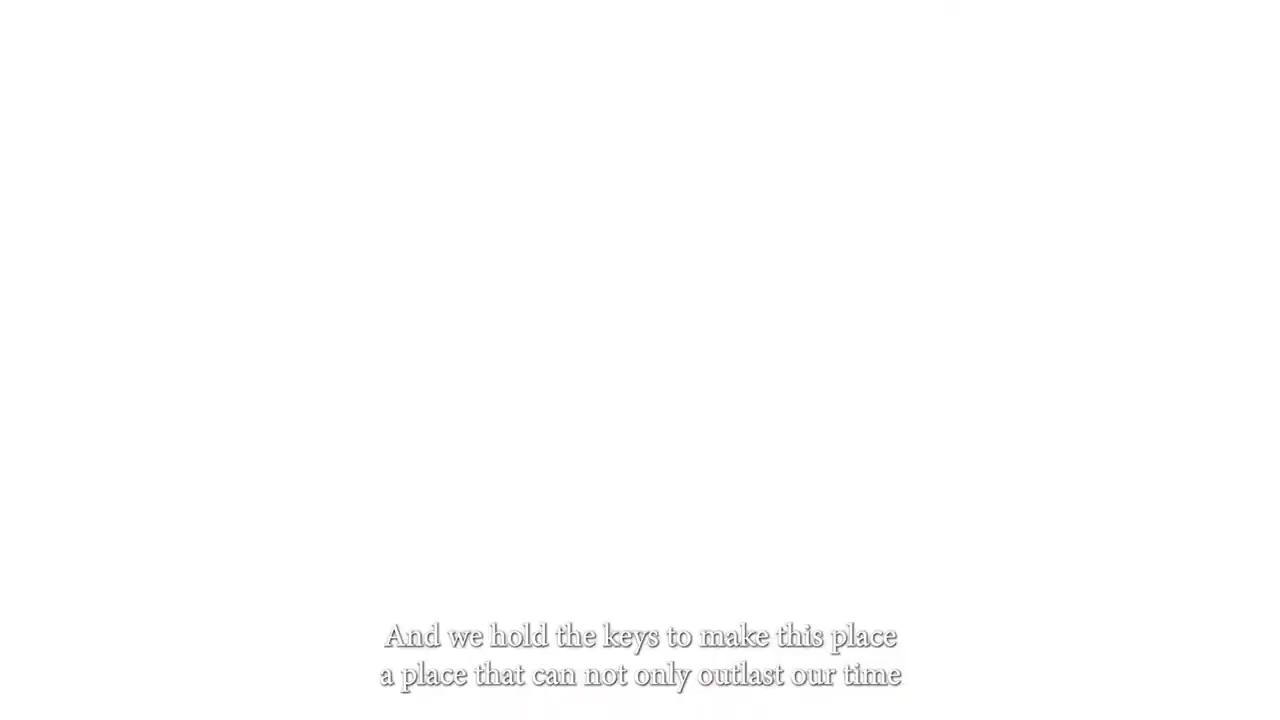 And we hold the keys to make this place
a place that can not only outlast our time